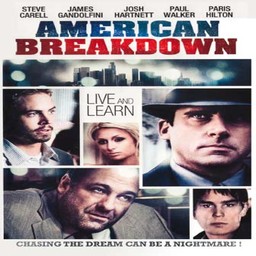 STEVE CARELL JAMES GANDOLFINI JOSH HARTNETT PAUL WALKER PARIS HILTON
AMERICAN
BREAKDOWN
LIVE AND
LEARN
CHASING THE DREAM CAN BE A NIGHTMARE !